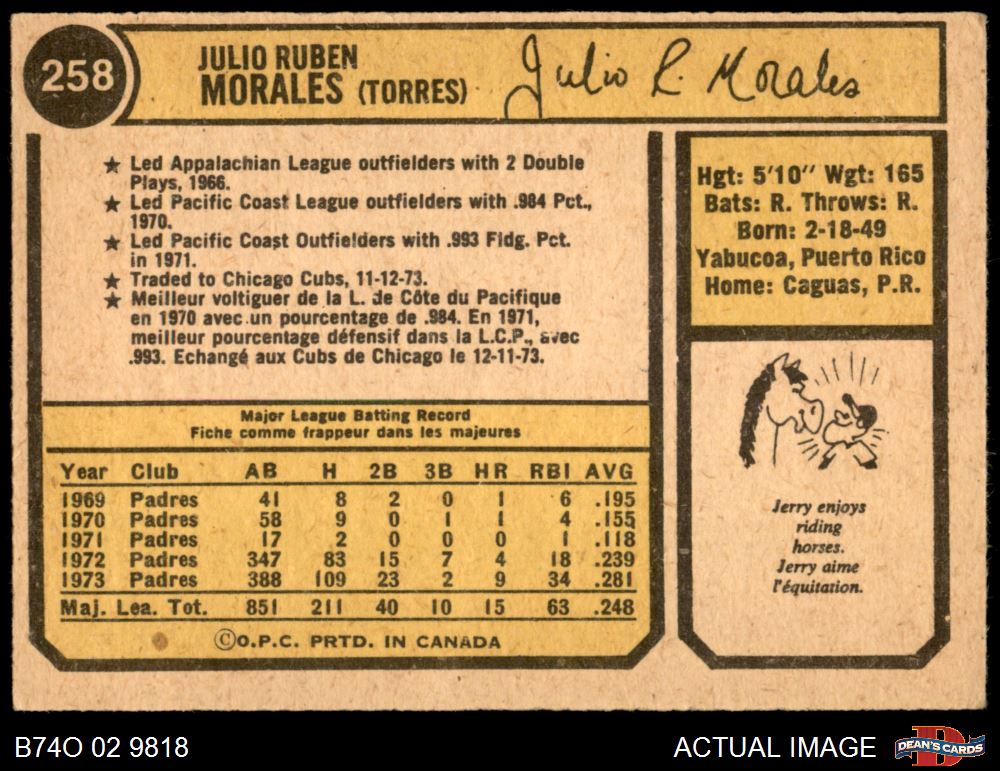 258
JULIO RUBEN
MORALES (TORRES)
Julio R. Morales
★ Led Appalachian League outfielders with 2 Double
Plays, 1966.
★ Led Pacific Coast League outfielders with .984 Pct.,
1970.
★ Led Pacific Coast Outfielders with .993 Fldg. Pct.
in 1971.
★ Traded to Chicago Cubs, 11-12-73.
★ Meilleur voltiguer de la L. de Côte du Pacifique
en 1970 avec un pourcentage de .984. En 1971,
meilleur pourcentage défensif dans la L.C.P., avec
.993. Echangé aux Cubs de Chicago le 12-11-73.
Hgt: 5'10" Wgt: 165
Bats: R. Throws: R.
Born: 2-18-49
Yabucoa, Puerto Rico
Home: Caguas, P.R.
Major League Batting Record
Fiche comme frappeur dans les majeures
Year Club AB H 2B 3B HR RBI AVG
1969 Padres 41 8 2 0 1 6 .195
1970 Padres 58 9 0 1 1 4 .155
1971 Padres 17 2 0 0 0 1 .118
1972 Padres 347 83 15 7 4 18 .239
1973 Padres 388 109 23 2 9 34 .281
Maj. Lea. Tot. 851 211 40 10 15 63 .248
©O.P.C. PRTD. IN CANADA
Jerry enjoys
riding
horses.
Jerry aime
l'équitation.
B74O 02 9818
ACTUAL IMAGE
D
DEAN'S CARDS